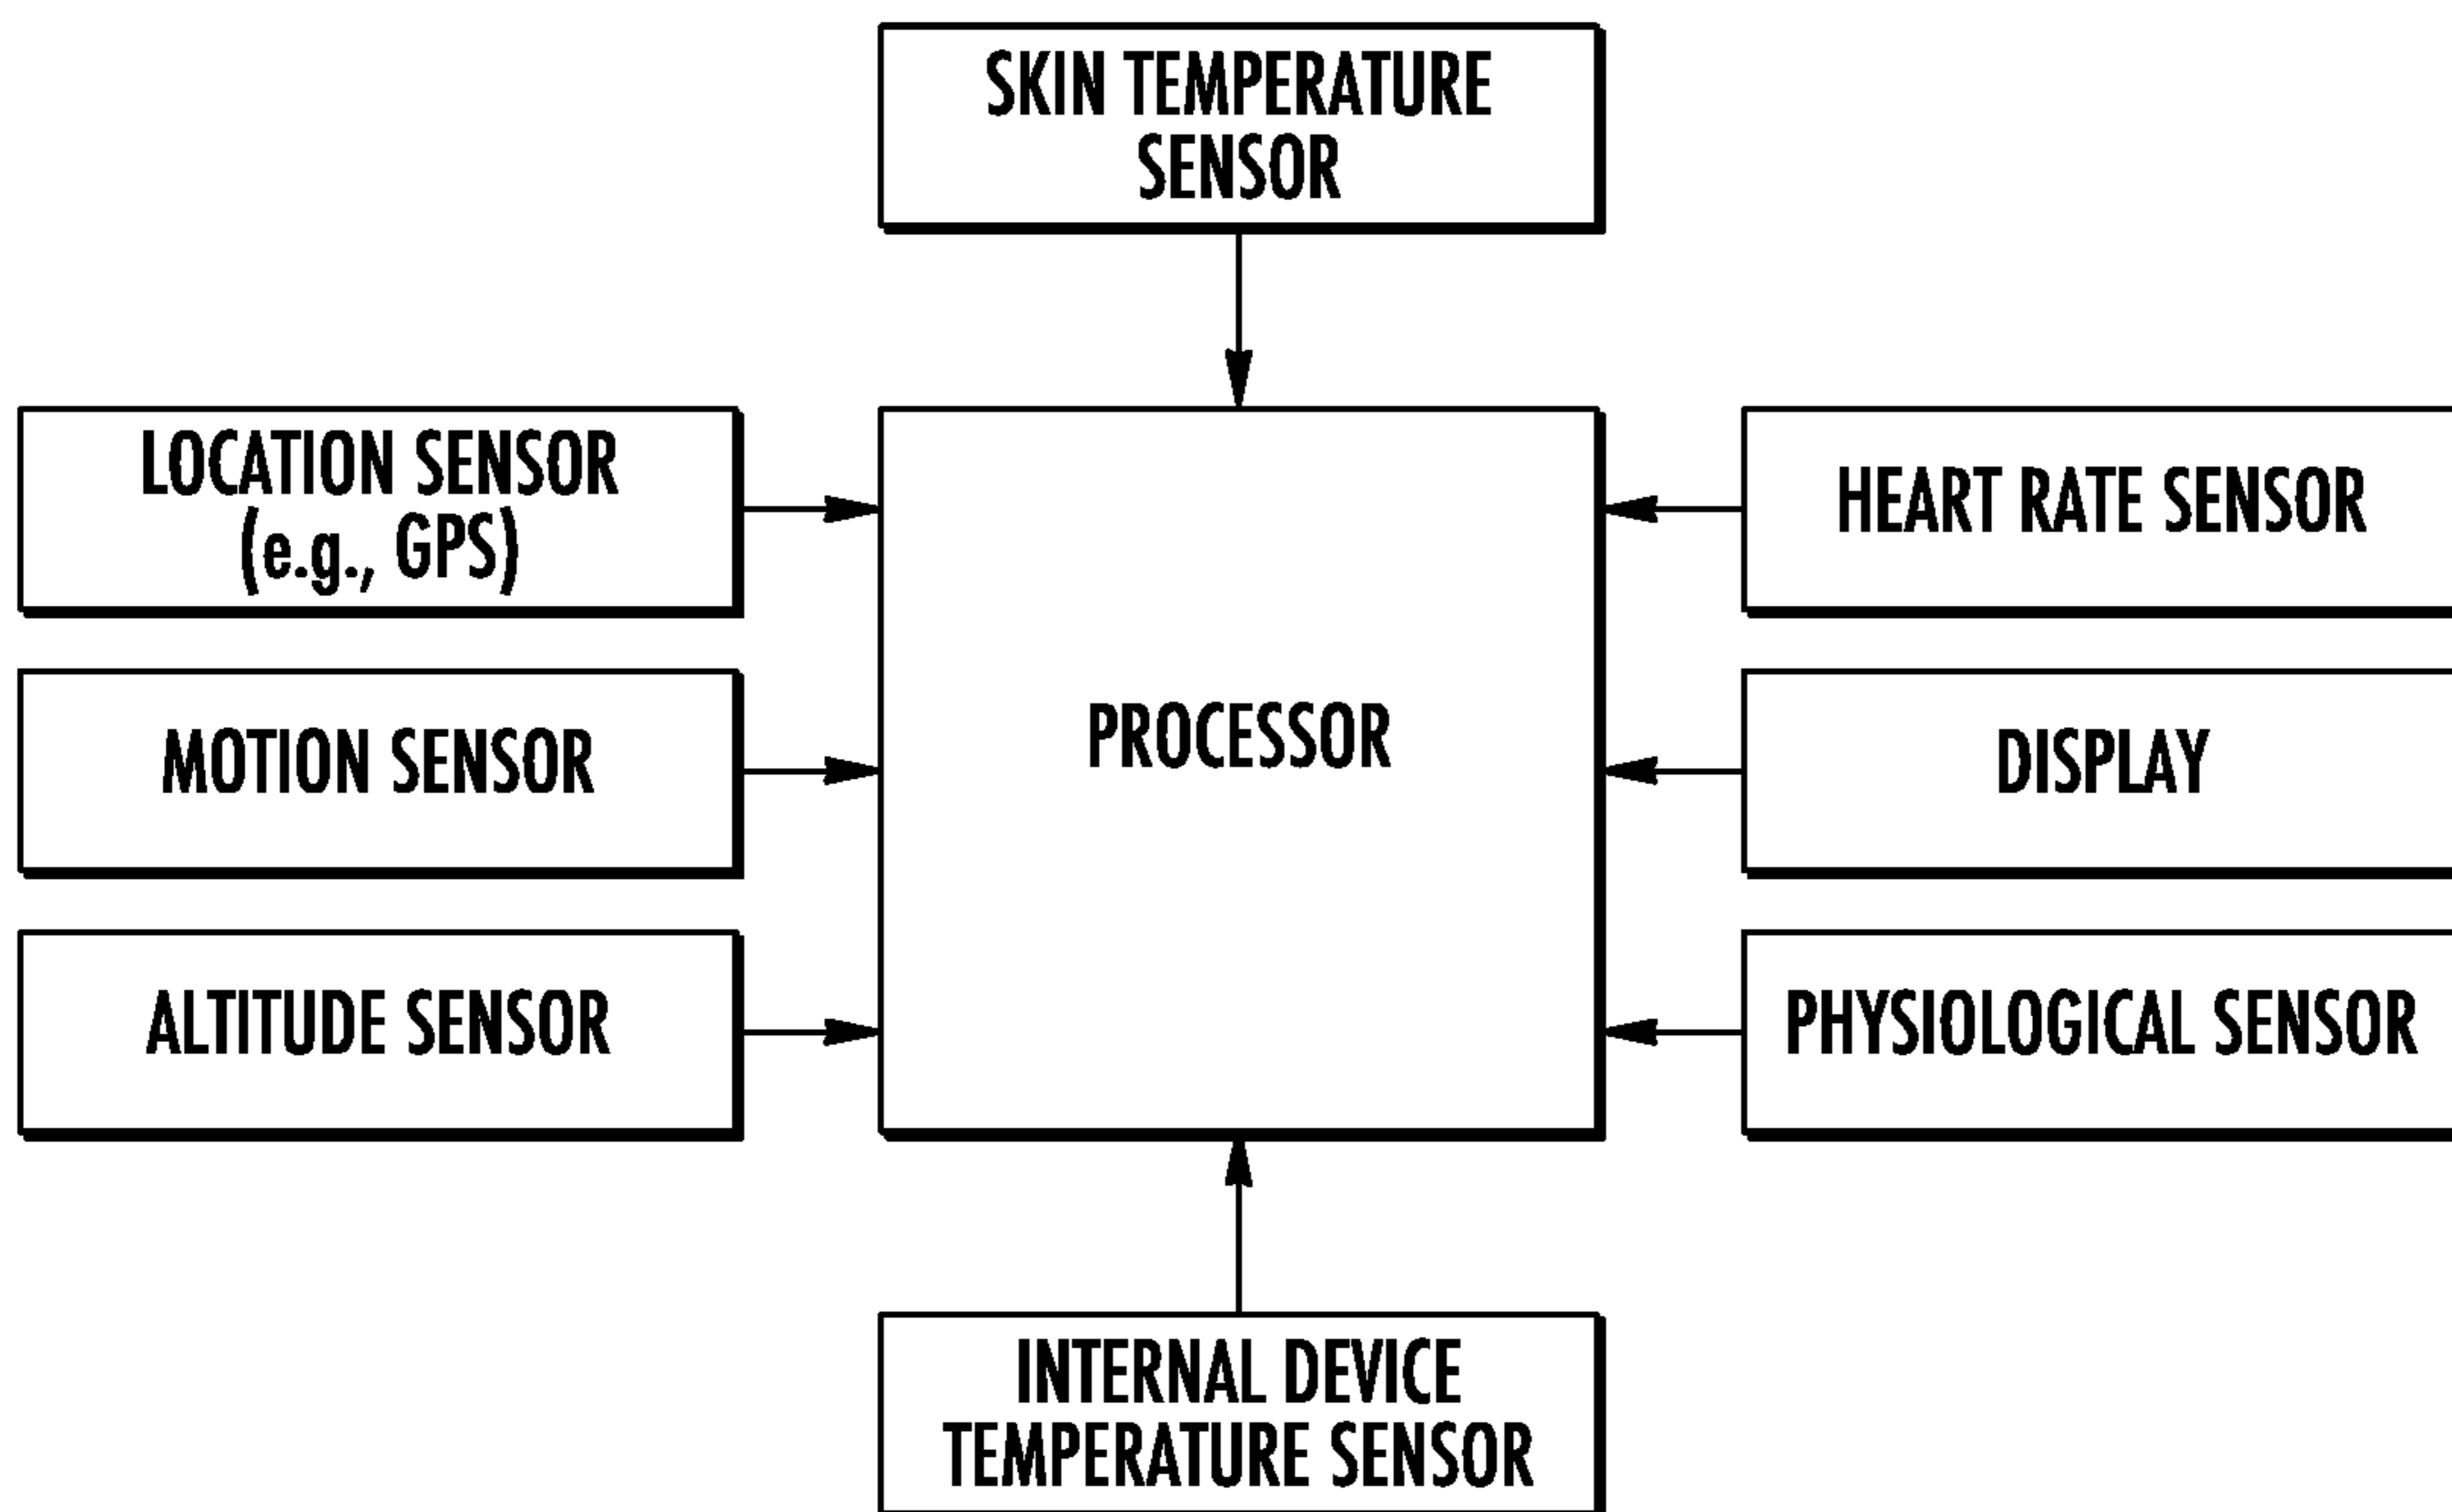 SKIN TEMPERATURE
SENSOR
LOCATION SENSOR
(e.g., GPS)
HEART RATE SENSOR
MOTION SENSOR
PROCESSOR
DISPLAY
ALTITUDE SENSOR
PHYSIOLOGICAL SENSOR
INTERNAL DEVICE
TEMPERATURE SENSOR